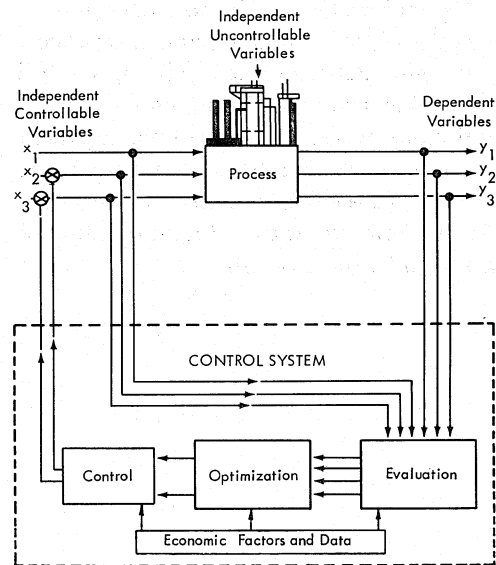 Independent
Uncontrollable
Variables
Independent
Controllable
Variables
Dependent
Variables
x1
x2
x3
Process
y1
y2
y3
CONTROL SYSTEM
Control
Optimization
Evaluation
Economic Factors and Data